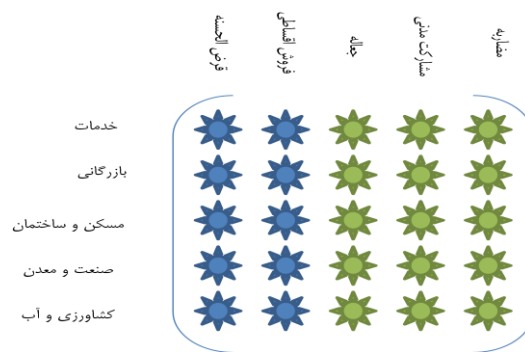 مضاربه
مشارکت مدنی
جعاله
فروش اقساطی
قرض الحسنه
خدمات
بازرگانی
مسکن و ساختمان
صنعت و معدن
کشاورزی و آب